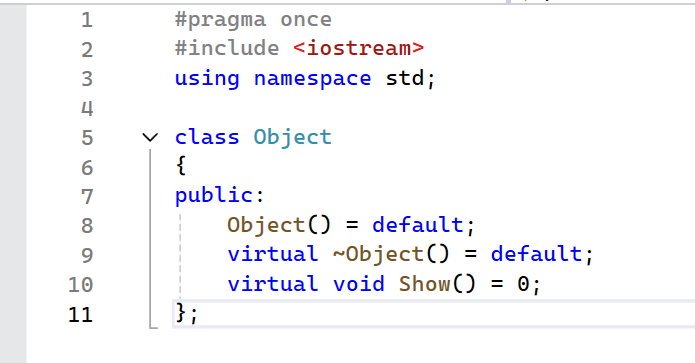 1 #pragma once
2 #include <iostream>
3 using namespace std;
4
5 class Object
6 {
7 public:
8     Object() = default;
9     virtual ~Object() = default;
10     virtual void Show() = 0;
11 };